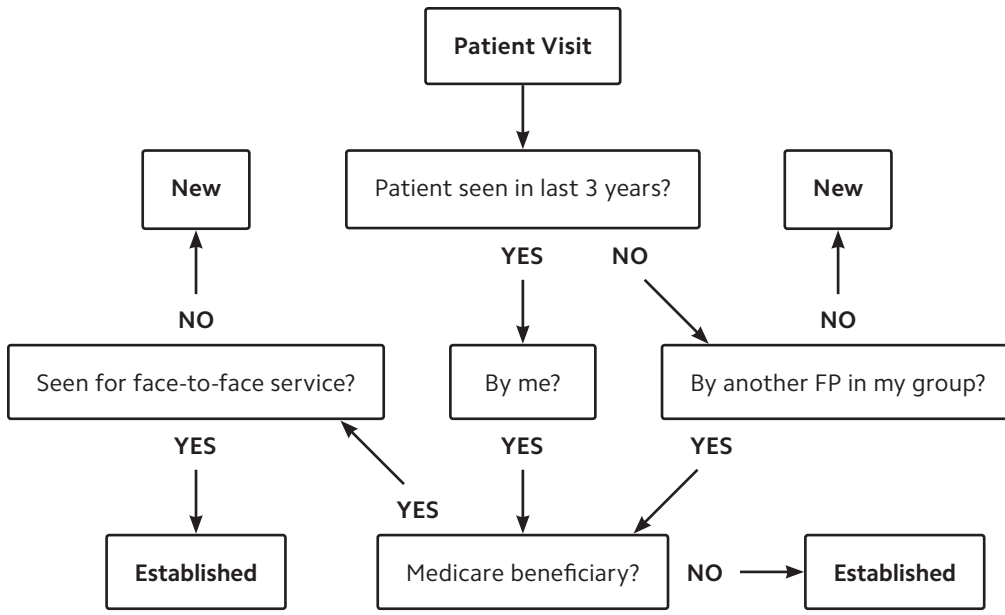 Patient Visit
New
Patient seen in last 3 years?
New
YES
NO
NO
NO
Seen for face-to-face service?
By me?
By another FP in my group?
YES
YES
YES
YES
Established
Medicare beneficiary?
NO
Established